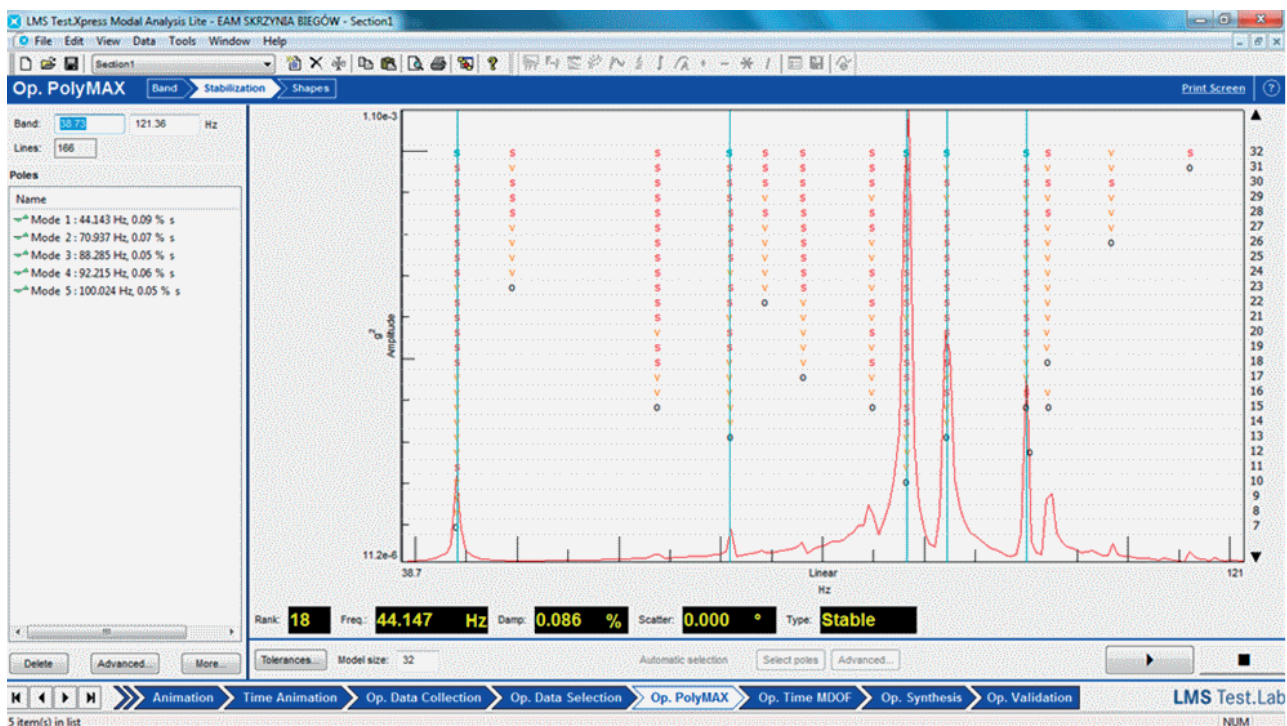 LMS Test.Xpress Modal Analysis Lite - EAM SKRZYNIA BIEGÓW - Section1
File Edit View Data Tools Window Help
Section1
Op. PolyMAX Band Stabilization Shapes Print Screen
Band: 38.73 121.36 Hz
Lines: 166
Poles
Name
Mode 1 : 44.143 Hz, 0.09 % s
Mode 2 : 70.937 Hz, 0.07 % s
Mode 3 : 88.285 Hz, 0.05 % s
Mode 4 : 92.215 Hz, 0.06 % s
Mode 5 : 100.024 Hz, 0.05 % s
1.10e-3
g²
Amplitude
11.2e-6
32
31
30
29
28
27
26
25
24
23
22
21
20
19
18
17
16
15
14
13
12
11
10
9
8
7
38.7 Linear 121
Hz
Rank: 18 Freq.: 44.147 Hz Damp: 0.086 % Scatter: 0.000 ° Type: Stable
Delete Advanced... More...
Tolerances... Model size: 32 Automatic selection Select poles Advanced...
Animation Time Animation Op. Data Collection Op. Data Selection Op. PolyMAX Op. Time MDOF Op. Synthesis Op. Validation LMS Test.Lab
5 item(s) in list NUM